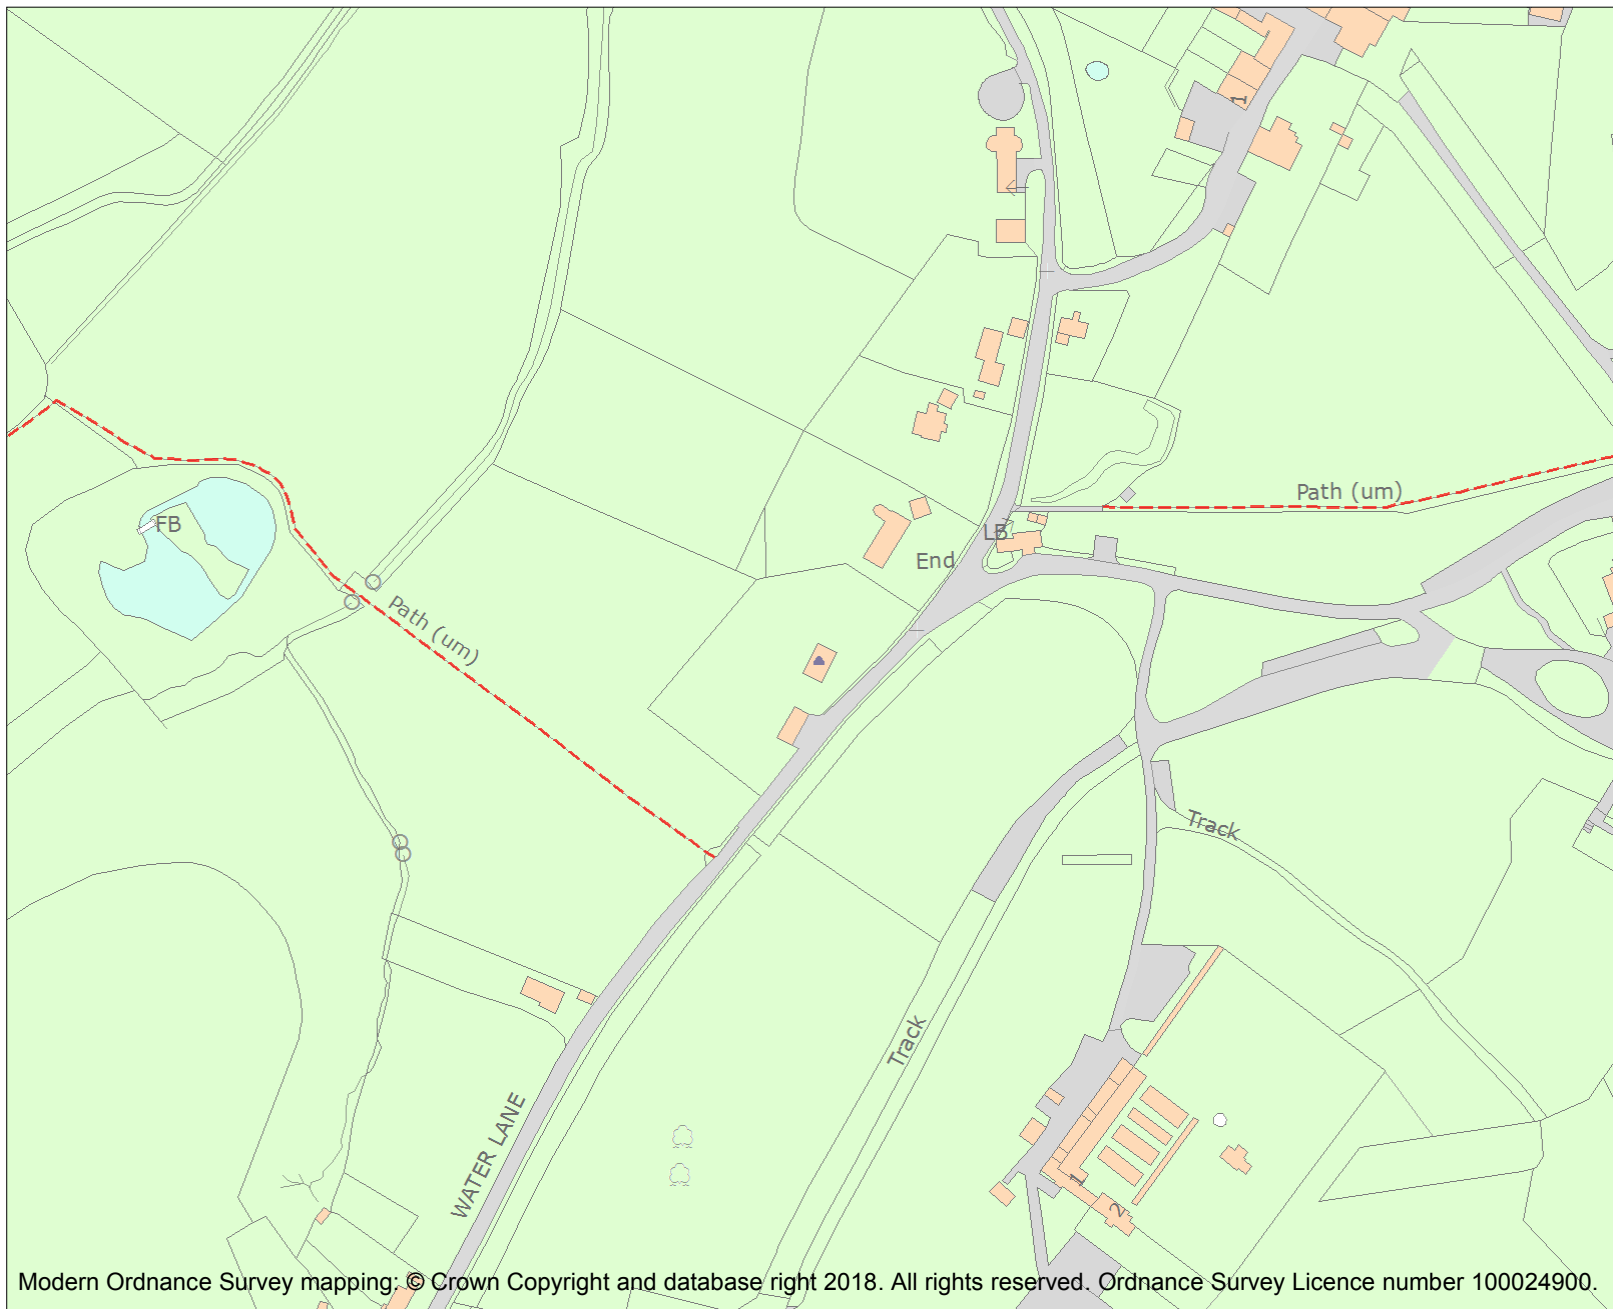 1
Path (um)
FB
LB
End
Path (um)
Track
Track
WATER LANE
1
2
Modern Ordnance Survey mapping: © Crown Copyright and database right 2018. All rights reserved. Ordnance Survey Licence number 100024900.